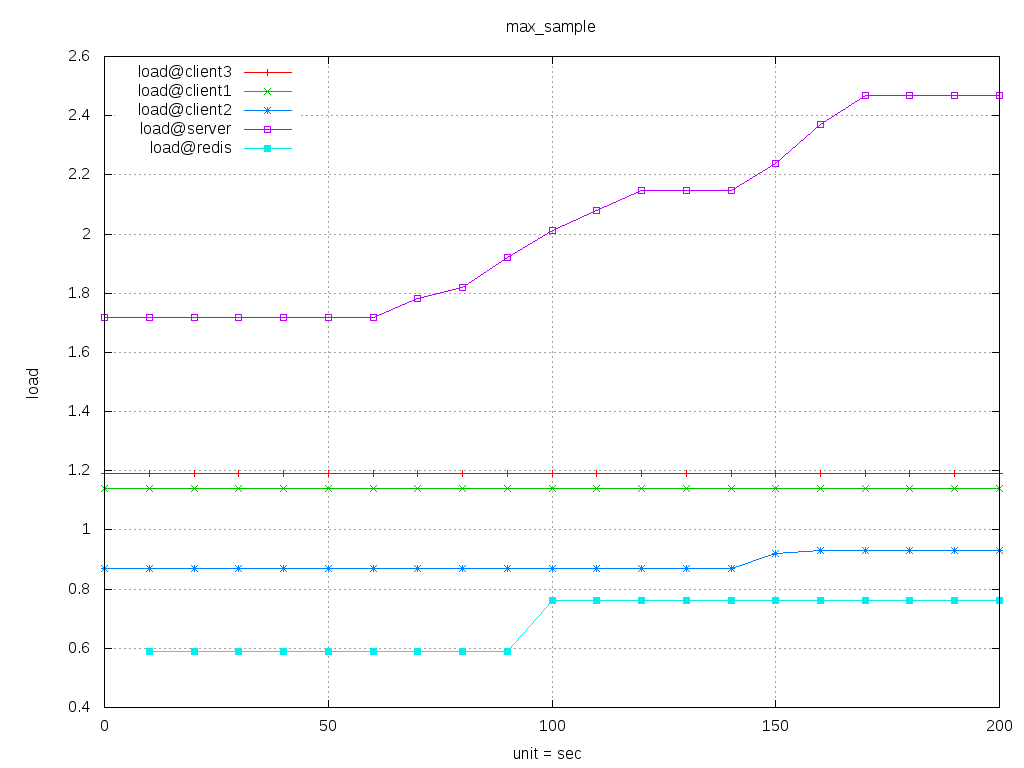 max_sample
load@client3
load@client1
load@client2
load@server
load@redis
2.6
2.4
2.2
2
1.8
1.6
1.4
1.2
1
0.8
0.6
0.4
load
0 50 100 150 200
unit = sec